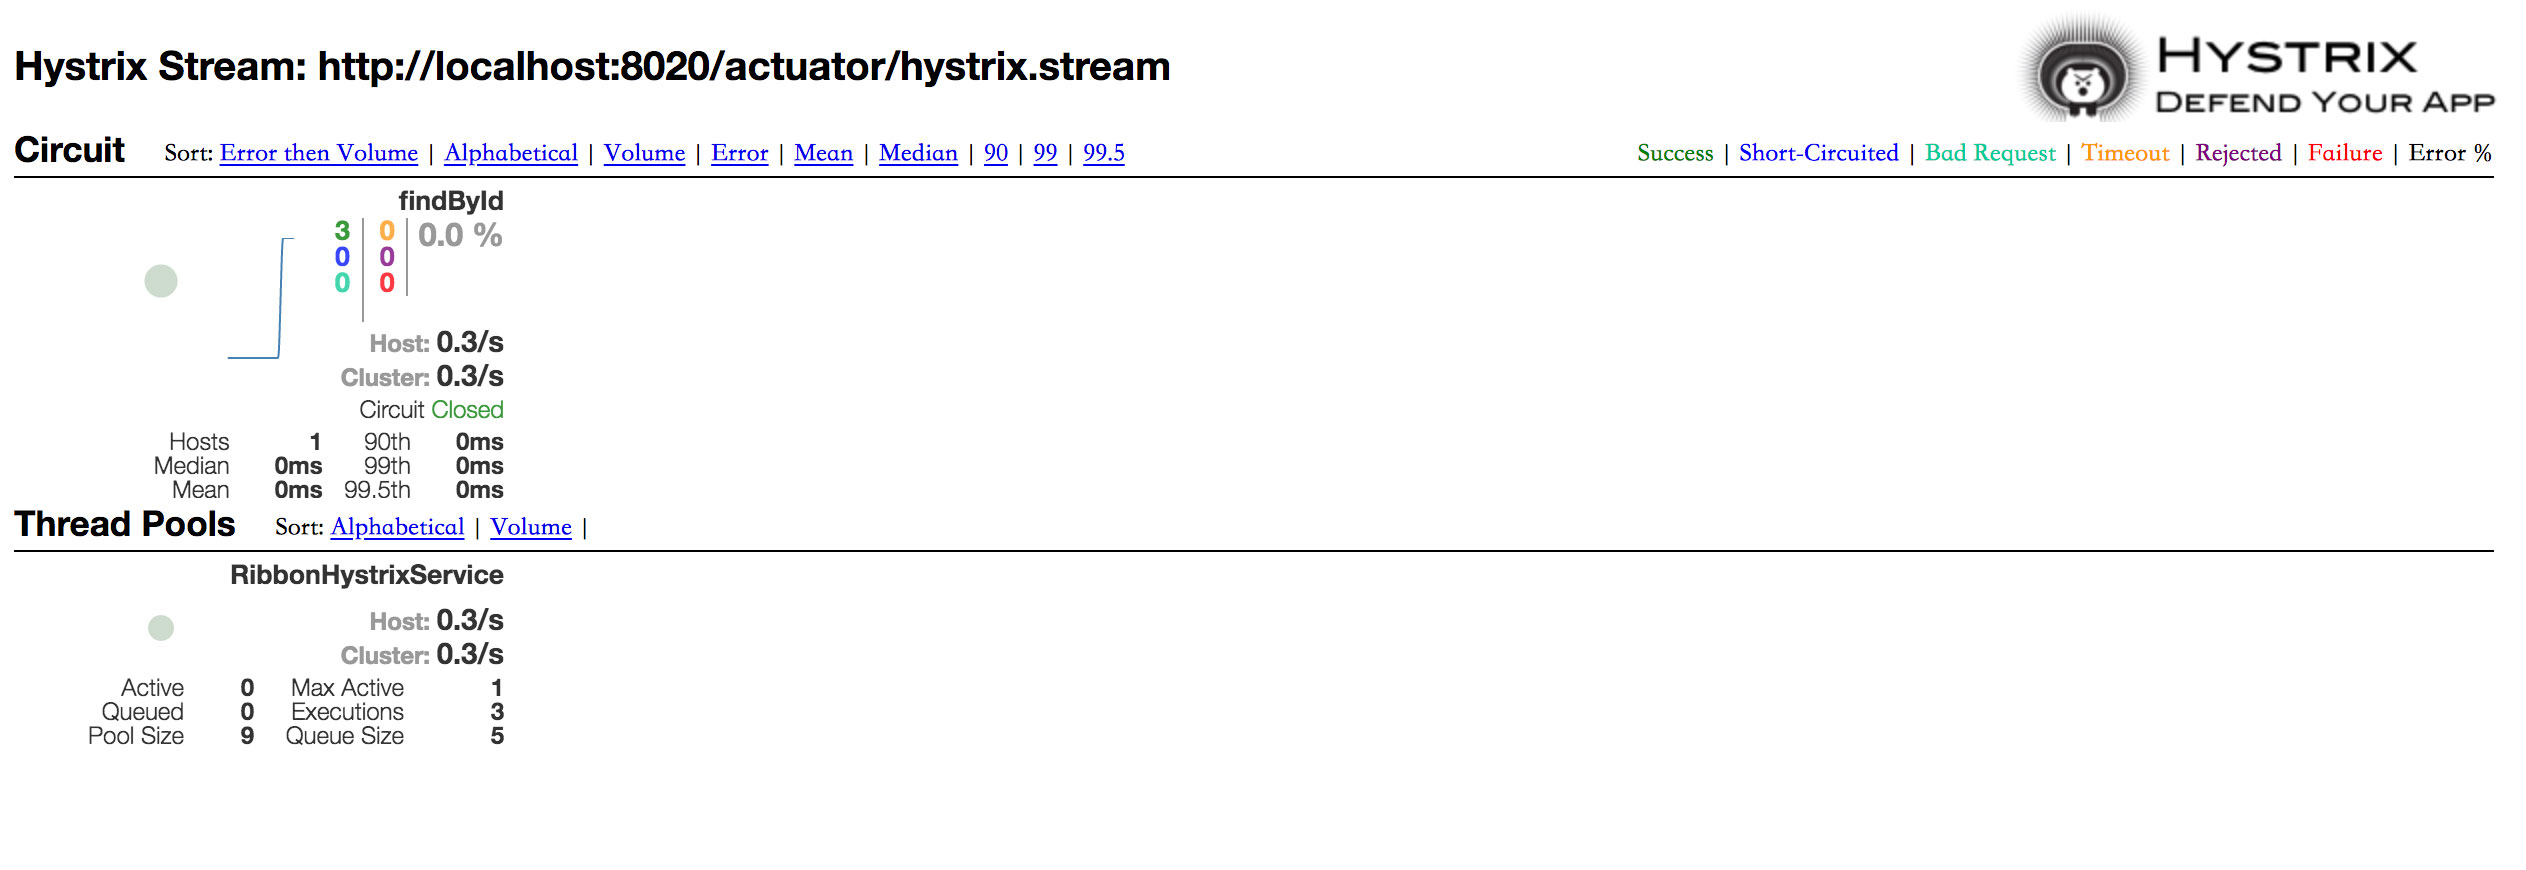 Hystrix Stream: http://localhost:8020/actuator/hystrix.stream
HYSTRIX
DEFEND YOUR APP
Circuit Sort: Error then Volume | Alphabetical | Volume | Error | Mean | Median | 90 | 99 | 99.5
Success | Short-Circuited | Bad Request | Timeout | Rejected | Failure | Error %
findById
3 0 0.0 %
0 0
0 0
Host: 0.3/s
Cluster: 0.3/s
Circuit Closed
Hosts 1 90th 0ms
Median 0ms 99th 0ms
Mean 0ms 99.5th 0ms
Thread Pools Sort: Alphabetical | Volume |
RibbonHystrixService
Host: 0.3/s
Cluster: 0.3/s
Active 0 Max Active 1
Queued 0 Executions 3
Pool Size 9 Queue Size 5